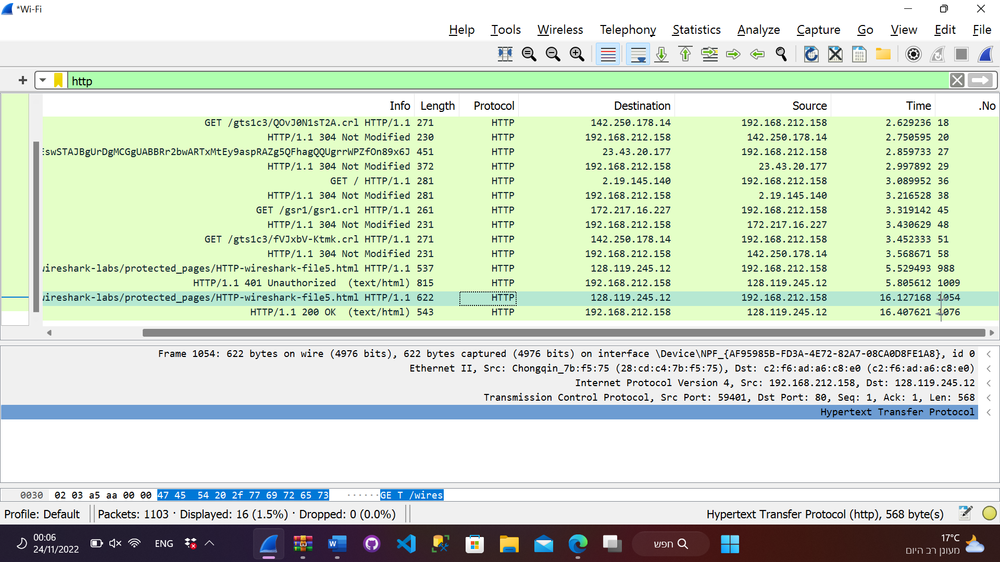 *Wi-Fi
File Edit View Go Capture Analyze Statistics Telephony Wireless Tools Help
http
No. Time Source Destination Protocol Length Info
18 2.629236 192.168.212.158 142.250.178.14 HTTP 271 GET /gts1c3/QOvJ0N1sT2A.crl HTTP/1.1
20 2.750595 142.250.178.14 192.168.212.158 HTTP 230 HTTP/1.1 304 Not Modified
27 2.859733 192.168.212.158 23.43.20.177 HTTP 451 EswSTAJBgUrDgMCGgUABBRr2bwARTxMtEy9aspRAZg5QFhagQQUgrrWPZfOn89x6J
29 2.997892 23.43.20.177 192.168.212.158 HTTP 372 HTTP/1.1 304 Not Modified
36 3.089952 192.168.212.158 2.19.145.140 HTTP 281 GET / HTTP/1.1
38 3.216528 2.19.145.140 192.168.212.158 HTTP 281 HTTP/1.1 304 Not Modified
45 3.319142 192.168.212.158 172.217.16.227 HTTP 261 GET /gsr1/gsr1.crl HTTP/1.1
48 3.430629 172.217.16.227 192.168.212.158 HTTP 231 HTTP/1.1 304 Not Modified
51 3.452333 192.168.212.158 142.250.178.14 HTTP 271 GET /gts1c3/fVJxbV-Ktmk.crl HTTP/1.1
58 3.568671 142.250.178.14 192.168.212.158 HTTP 231 HTTP/1.1 304 Not Modified
988 5.529493 192.168.212.158 128.119.245.12 HTTP 537 wireshark-labs/protected_pages/HTTP-wireshark-file5.html HTTP/1.1
1009 5.805612 128.119.245.12 192.168.212.158 HTTP 815 HTTP/1.1 401 Unauthorized (text/html)
1054 16.127168 192.168.212.158 128.119.245.12 HTTP 622 wireshark-labs/protected_pages/HTTP-wireshark-file5.html HTTP/1.1
1076 16.407621 128.119.245.12 192.168.212.158 HTTP 543 HTTP/1.1 200 OK (text/html)
Frame 1054: 622 bytes on wire (4976 bits), 622 bytes captured (4976 bits) on interface \Device\NPF_{AF95985B-FD3A-4E72-82A7-08CA0D8FE1A8}, id 0
Ethernet II, Src: Chongqin_7b:f5:75 (28:cd:c4:7b:f5:75), Dst: c2:f6:ad:a6:c8:e0 (c2:f6:ad:a6:c8:e0)
Internet Protocol Version 4, Src: 192.168.212.158, Dst: 128.119.245.12
Transmission Control Protocol, Src Port: 59401, Dst Port: 80, Seq: 1, Ack: 1, Len: 568
Hypertext Transfer Protocol
0030 02 03 a5 aa 00 00 47 45 54 20 2f 77 69 72 65 73 ······GE T /wires
Profile: Default Packets: 1103 · Displayed: 16 (1.5%) · Dropped: 0 (0.0%) Hypertext Transfer Protocol (http), 568 byte(s)
00:06
24/11/2022
ENG
חפש
17°C
מעונן רב היום